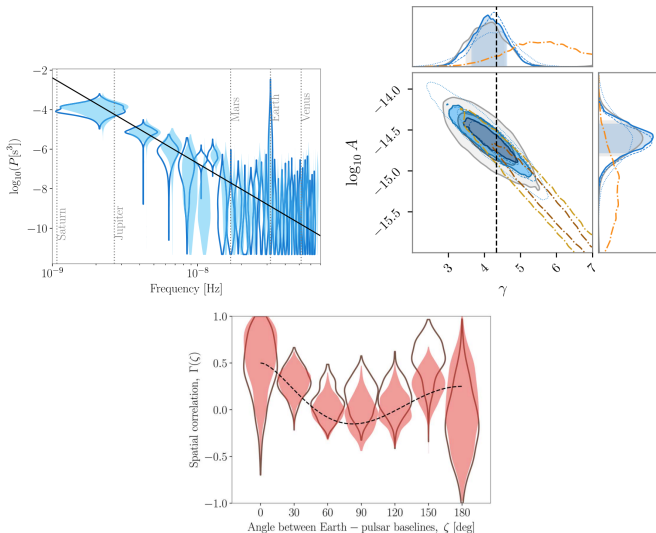 −2
−4
−6
−8
−10
log₁₀(P[s³])
Saturn
Jupiter
Mars
Earth
Venus
10⁻⁹
10⁻⁸
Frequency [Hz]
−14.0
−14.5
−15.0
−15.5
log₁₀ A
3
4
5
6
7
γ
1.0
0.5
0.0
−0.5
−1.0
Spatial correlation, Γ(ζ)
0
30
60
90
120
150
180
Angle between Earth − pulsar baselines, ζ [deg]